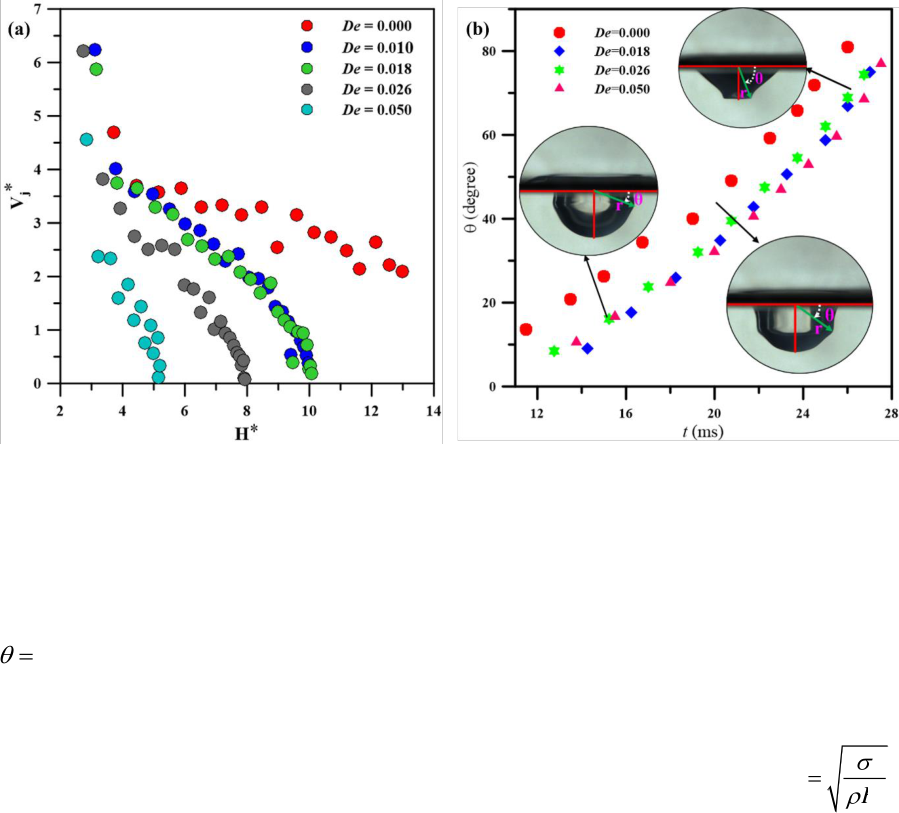 (a)
De = 0.000
De = 0.010
De = 0.018
De = 0.026
De = 0.050
7
6
5
4
3
2
1
0
2 4 6 8 10 12 14
V_j*
H*
(b)
De=0.000
De=0.018
De=0.026
De=0.050
80
60
40
20
0
12 16 20 24 28
θ (degree)
t (ms)
r θ
r θ
r θ
θ =
= √(σ/ρl)